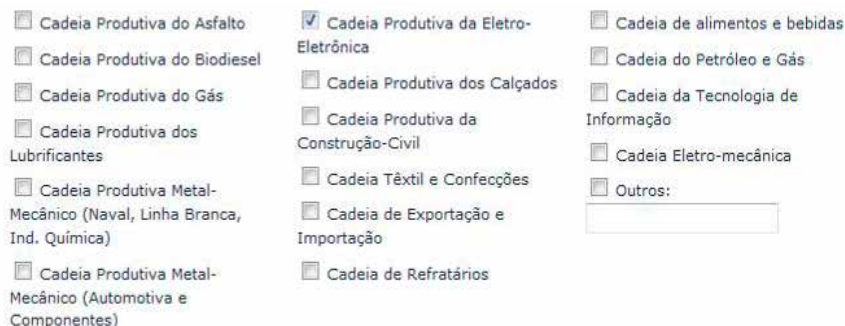 Cadeia Produtiva do Asfalto
Cadeia Produtiva do Biodiesel
Cadeia Produtiva do Gás
Cadeia Produtiva dos
Lubrificantes
Cadeia Produtiva Metal-
Mecânico (Naval, Linha Branca,
Ind. Química)
Cadeia Produtiva Metal-
Mecânico (Automotiva e
Componentes)
Cadeia Produtiva da Eletro-
Eletrônica
Cadeia Produtiva dos Calçados
Cadeia Produtiva da
Construção-Civil
Cadeia Têxtil e Confecções
Cadeia de Exportação e
Importação
Cadeia de Refratários
Cadeia de alimentos e bebidas
Cadeia do Petróleo e Gás
Cadeia da Tecnologia de
Informação
Cadeia Eletro-mecânica
Outros: